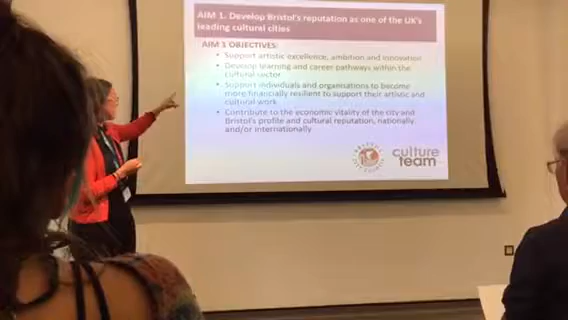 AIM 1. Develop Bristol's reputation as one of the UK's
leading cultural cities
AIM 1 OBJECTIVES:
• Support artistic excellence, ambition and innovation
• Develop learning and career pathways within the
cultural sector
• Support individuals and organisations to become
more financially resilient to support their artistic and
cultural work
• Contribute to the economic vitality of the city and
Bristol's profile and cultural reputation, nationally
and/or internationally
culture
team